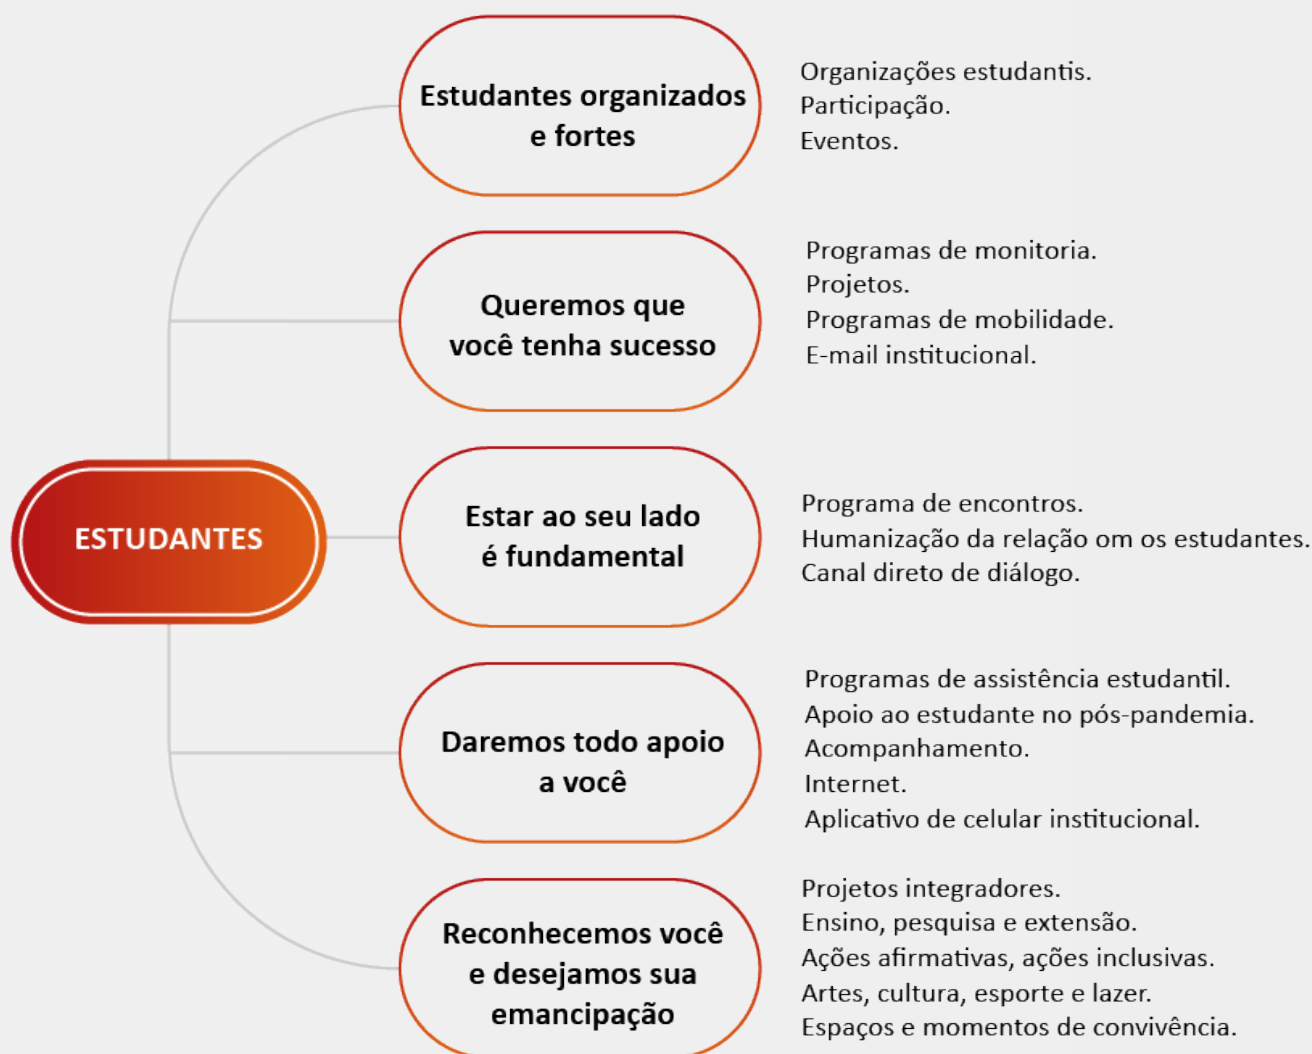 Estudantes organizados
e fortes
Organizações estudantis.
Participação.
Eventos.
Queremos que
você tenha sucesso
Programas de monitoria.
Projetos.
Programas de mobilidade.
E-mail institucional.
ESTUDANTES
Estar ao seu lado
é fundamental
Programa de encontros.
Humanização da relação om os estudantes.
Canal direto de diálogo.
Daremos todo apoio
a você
Programas de assistência estudantil.
Apoio ao estudante no pós-pandemia.
Acompanhamento.
Internet.
Aplicativo de celular institucional.
Reconhecemos você
e desejamos sua
emancipação
Projetos integradores.
Ensino, pesquisa e extensão.
Ações afirmativas, ações inclusivas.
Artes, cultura, esporte e lazer.
Espaços e momentos de convivência.